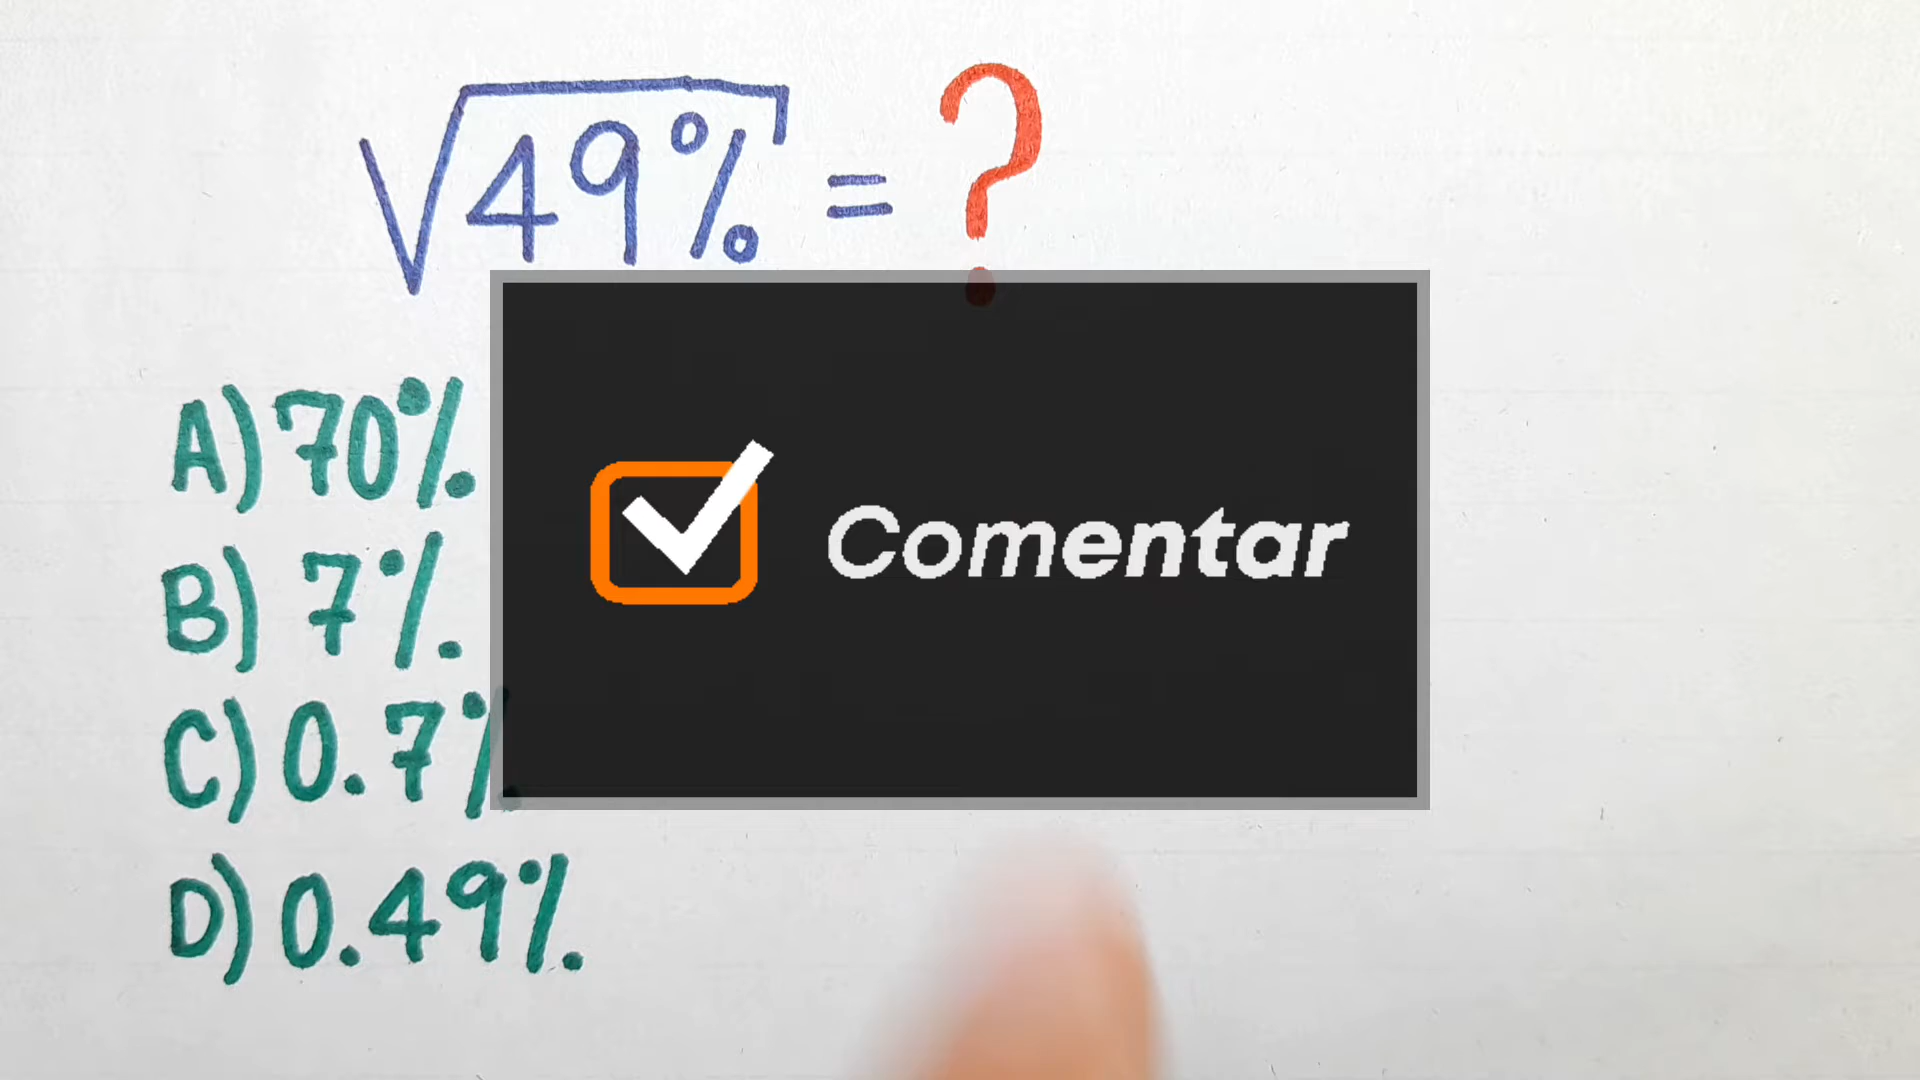 √49% = ?
A) 70%
B) 7%
C) 0.7%
D) 0.49%
Comentar